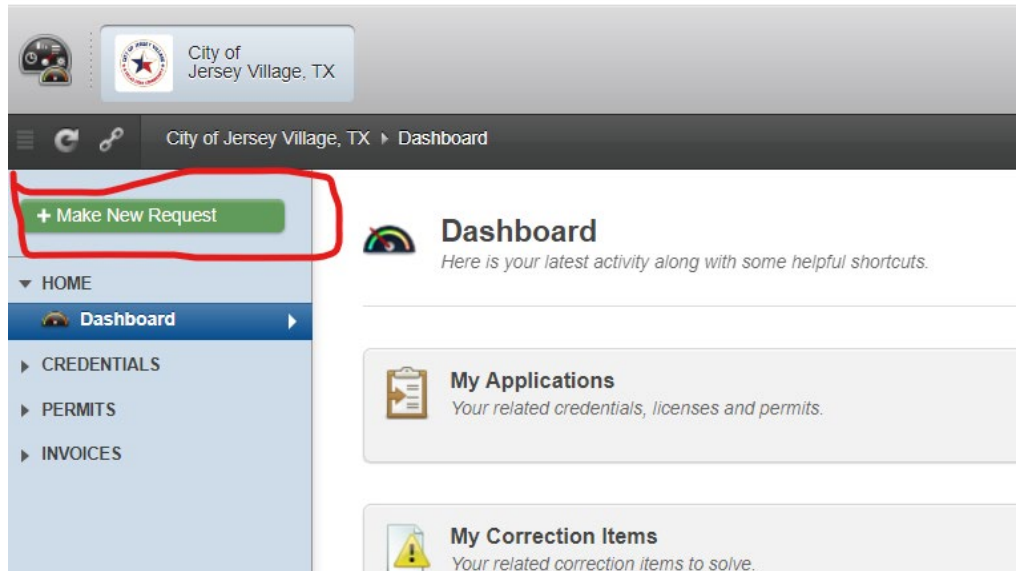 City of
Jersey Village, TX
City of Jersey Village, TX ▸ Dashboard
+ Make New Request
HOME
Dashboard
CREDENTIALS
PERMITS
INVOICES
Dashboard
Here is your latest activity along with some helpful shortcuts.
My Applications
Your related credentials, licenses and permits.
My Correction Items
Your related correction items to solve.